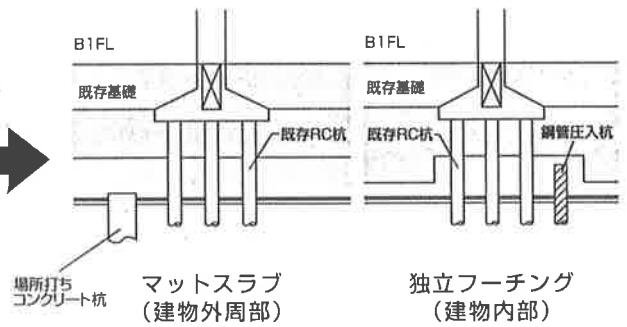 B1FL
既存基礎
既存RC杭
場所打ち
コンクリート杭
マットスラブ
(建物外周部)
B1FL
既存基礎
既存RC杭
鋼管圧入杭
独立フーチング
(建物内部)